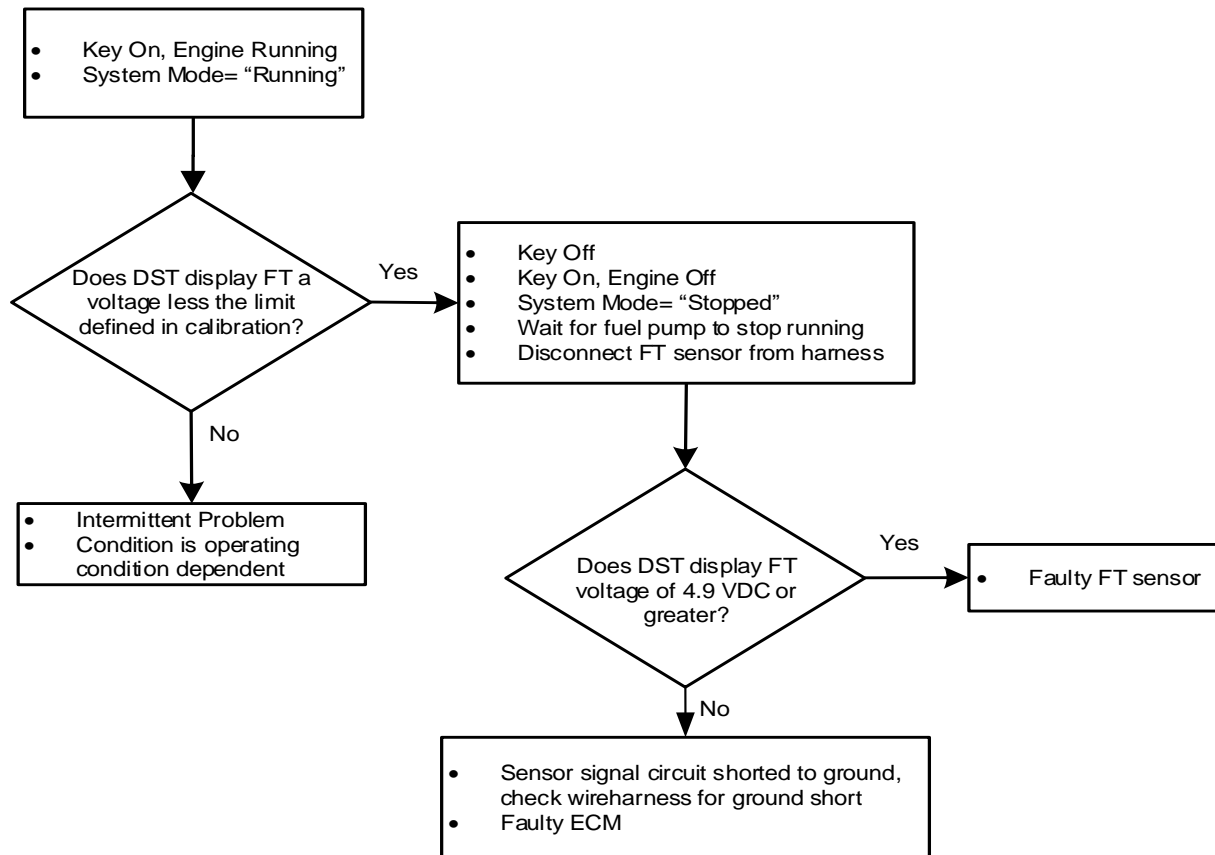 • Key On, Engine Running
• System Mode= “Running”
Does DST display FT a
voltage less the limit
defined in calibration?
Yes
• Key Off
• Key On, Engine Off
• System Mode= “Stopped”
• Wait for fuel pump to stop running
• Disconnect FT sensor from harness
No
• Intermittent Problem
• Condition is operating
condition dependent
Does DST display FT
voltage of 4.9 VDC or
greater?
Yes
• Faulty FT sensor
No
• Sensor signal circuit shorted to ground,
check wireharness for ground short
• Faulty ECM